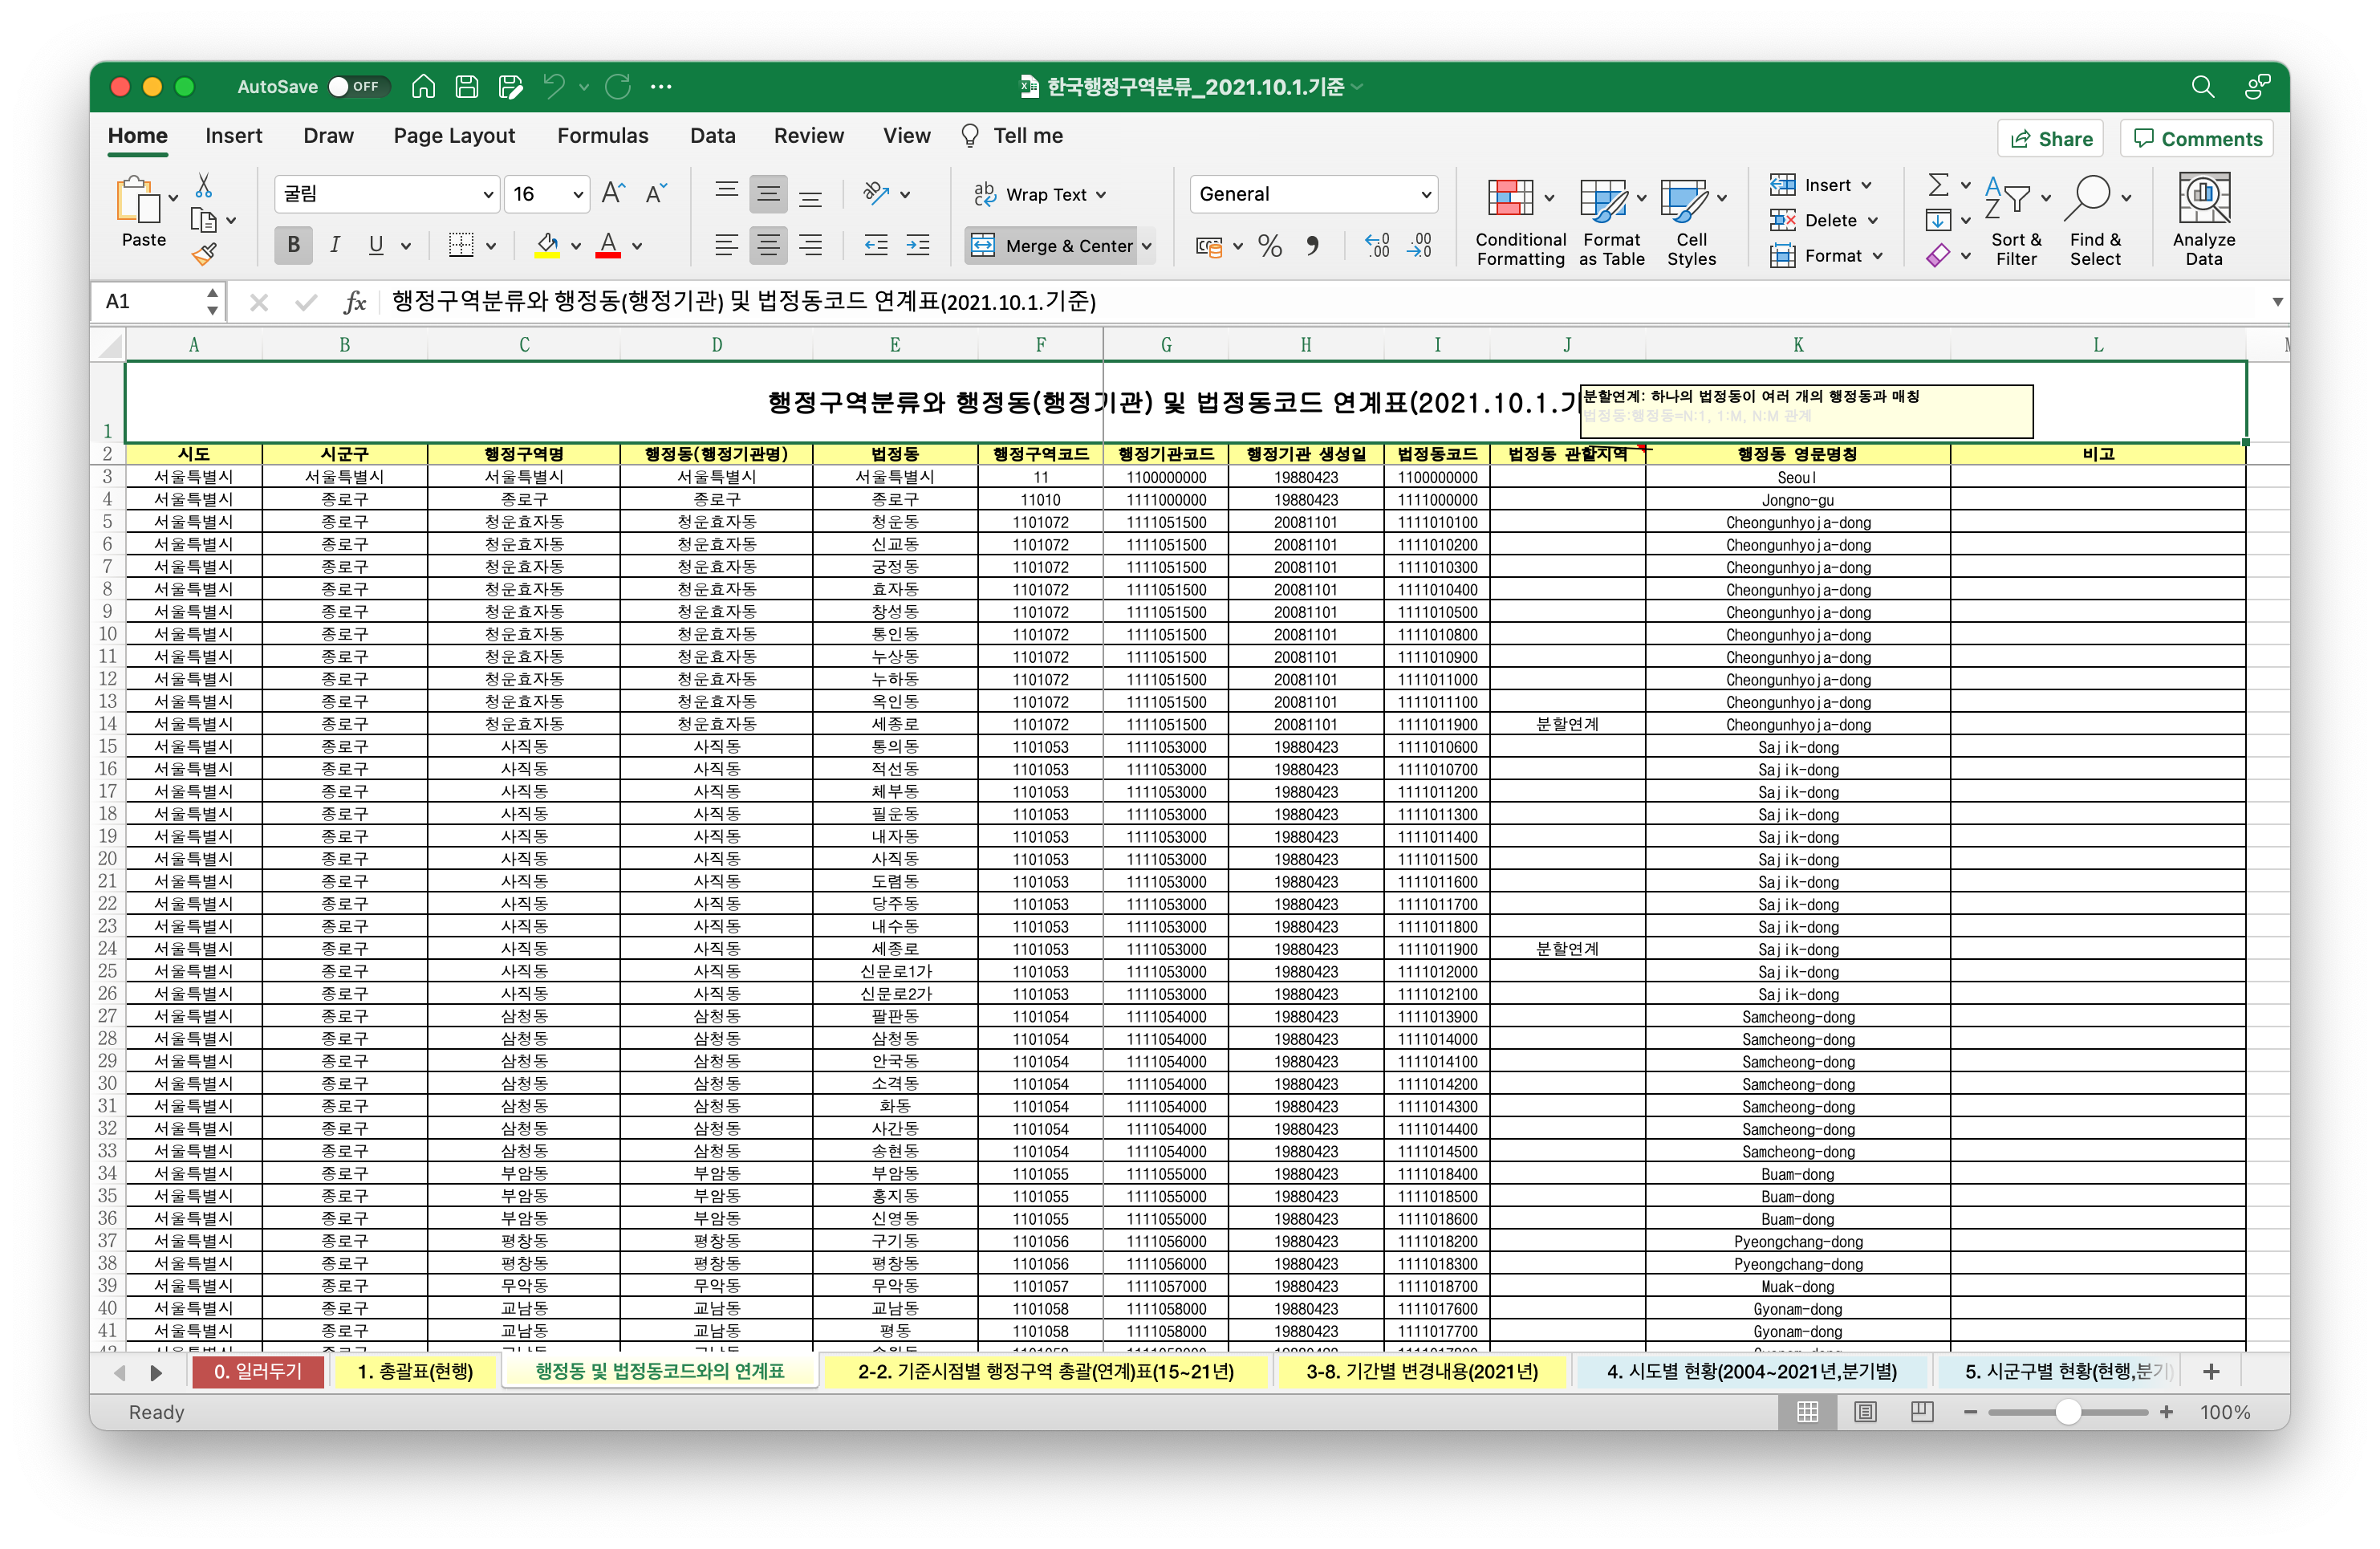 AutoSave OFF 한국행정구역분류_2021.10.1.기준
Home Insert Draw Page Layout Formulas Data Review View Tell me Share Comments
Paste 굴림 16 Wrap Text General Conditional Formatting Format as Table Cell Styles Insert Delete Format Sort & Filter Find & Select Analyze Data
B I U A Merge & Center % .00
A1 fx 행정구역분류와 행정동(행정기관) 및 법정동코드 연계표(2021.10.1.기준)
A B C D E F G H I J K L
1 행정구역분류와 행정동(행정기관) 및 법정동코드 연계표(2021.10.1.
분할연계: 하나의 법정동이 여러 개의 행정동과 매칭
법정동:행정동=N:1, 1:M, N:M 관계
2 시도 시군구 행정구역명 행정동(행정기관명) 법정동 행정구역코드 행정기관코드 행정기관 생성일 법정동코드 법정동 관할지역 행정동 영문명칭 비고
3 서울특별시 서울특별시 서울특별시 서울특별시 서울특별시 11 1100000000 19880423 1100000000 Seoul
4 서울특별시 종로구 종로구 종로구 종로구 11010 1111000000 19880423 1111000000 Jongno-gu
5 서울특별시 종로구 청운효자동 청운효자동 청운동 1101072 1111051500 20081101 1111010100 Cheongunhyoja-dong
6 서울특별시 종로구 청운효자동 청운효자동 신교동 1101072 1111051500 20081101 1111010200 Cheongunhyoja-dong
7 서울특별시 종로구 청운효자동 청운효자동 궁정동 1101072 1111051500 20081101 1111010300 Cheongunhyoja-dong
8 서울특별시 종로구 청운효자동 청운효자동 효자동 1101072 1111051500 20081101 1111010400 Cheongunhyoja-dong
9 서울특별시 종로구 청운효자동 청운효자동 창성동 1101072 1111051500 20081101 1111010500 Cheongunhyoja-dong
10 서울특별시 종로구 청운효자동 청운효자동 통인동 1101072 1111051500 20081101 1111010800 Cheongunhyoja-dong
11 서울특별시 종로구 청운효자동 청운효자동 누상동 1101072 1111051500 20081101 1111010900 Cheongunhyoja-dong
12 서울특별시 종로구 청운효자동 청운효자동 누하동 1101072 1111051500 20081101 1111011000 Cheongunhyoja-dong
13 서울특별시 종로구 청운효자동 청운효자동 옥인동 1101072 1111051500 20081101 1111011100 Cheongunhyoja-dong
14 서울특별시 종로구 청운효자동 청운효자동 세종로 1101072 1111051500 20081101 1111011900 분할연계 Cheongunhyoja-dong
15 서울특별시 종로구 사직동 사직동 통의동 1101053 1111053000 19880423 1111010600 Sajik-dong
16 서울특별시 종로구 사직동 사직동 적선동 1101053 1111053000 19880423 1111010700 Sajik-dong
17 서울특별시 종로구 사직동 사직동 체부동 1101053 1111053000 19880423 1111011200 Sajik-dong
18 서울특별시 종로구 사직동 사직동 필운동 1101053 1111053000 19880423 1111011300 Sajik-dong
19 서울특별시 종로구 사직동 사직동 내자동 1101053 1111053000 19880423 1111011400 Sajik-dong
20 서울특별시 종로구 사직동 사직동 사직동 1101053 1111053000 19880423 1111011500 Sajik-dong
21 서울특별시 종로구 사직동 사직동 도렴동 1101053 1111053000 19880423 1111011600 Sajik-dong
22 서울특별시 종로구 사직동 사직동 당주동 1101053 1111053000 19880423 1111011700 Sajik-dong
23 서울특별시 종로구 사직동 사직동 내수동 1101053 1111053000 19880423 1111011800 Sajik-dong
24 서울특별시 종로구 사직동 사직동 세종로 1101053 1111053000 19880423 1111011900 분할연계 Sajik-dong
25 서울특별시 종로구 사직동 사직동 신문로1가 1101053 1111053000 19880423 1111012000 Sajik-dong
26 서울특별시 종로구 사직동 사직동 신문로2가 1101053 1111053000 19880423 1111012100 Sajik-dong
27 서울특별시 종로구 삼청동 삼청동 팔판동 1101054 1111054000 19880423 1111013900 Samcheong-dong
28 서울특별시 종로구 삼청동 삼청동 삼청동 1101054 1111054000 19880423 1111014000 Samcheong-dong
29 서울특별시 종로구 삼청동 삼청동 안국동 1101054 1111054000 19880423 1111014100 Samcheong-dong
30 서울특별시 종로구 삼청동 삼청동 소격동 1101054 1111054000 19880423 1111014200 Samcheong-dong
31 서울특별시 종로구 삼청동 삼청동 화동 1101054 1111054000 19880423 1111014300 Samcheong-dong
32 서울특별시 종로구 삼청동 삼청동 사간동 1101054 1111054000 19880423 1111014400 Samcheong-dong
33 서울특별시 종로구 삼청동 삼청동 송현동 1101054 1111054000 19880423 1111014500 Samcheong-dong
34 서울특별시 종로구 부암동 부암동 부암동 1101055 1111055000 19880423 1111018400 Buam-dong
35 서울특별시 종로구 부암동 부암동 홍지동 1101055 1111055000 19880423 1111018500 Buam-dong
36 서울특별시 종로구 부암동 부암동 신영동 1101055 1111055000 19880423 1111018600 Buam-dong
37 서울특별시 종로구 평창동 평창동 구기동 1101056 1111056000 19880423 1111018200 Pyeongchang-dong
38 서울특별시 종로구 평창동 평창동 평창동 1101056 1111056000 19880423 1111018300 Pyeongchang-dong
39 서울특별시 종로구 무악동 무악동 무악동 1101057 1111057000 19880423 1111018700 Muak-dong
40 서울특별시 종로구 교남동 교남동 교남동 1101058 1111058000 19880423 1111017600 Gyonam-dong
41 서울특별시 종로구 교남동 교남동 평동 1101058 1111058000 19880423 1111017700 Gyonam-dong
0. 일러두기 1. 총괄표(현행) 행정동 및 법정동코드와의 연계표 2-2. 기준시점별 행정구역 총괄(연계)표(15~21년) 3-8. 기간별 변경내용(2021년) 4. 시도별 현황(2004~2021년,분기별) 5. 시군구별 현황(현행,분기) +
Ready 100%